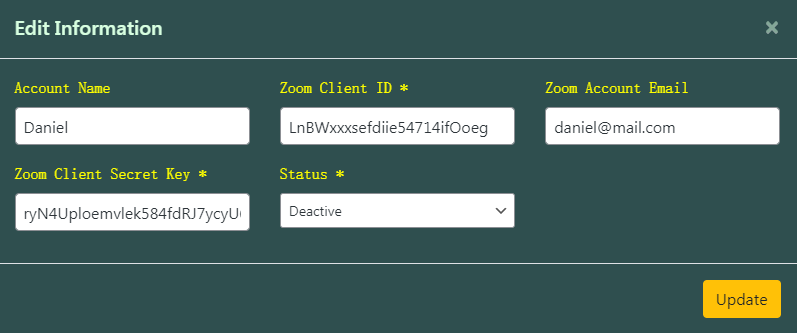 Edit Information ×
Account Name Zoom Client ID * Zoom Account Email
Daniel LnBWxxxsefdiie54714ifOoeg daniel@mail.com
Zoom Client Secret Key * Status *
ryN4Uploemvlek584fdRJ7ycyU Deactive
Update